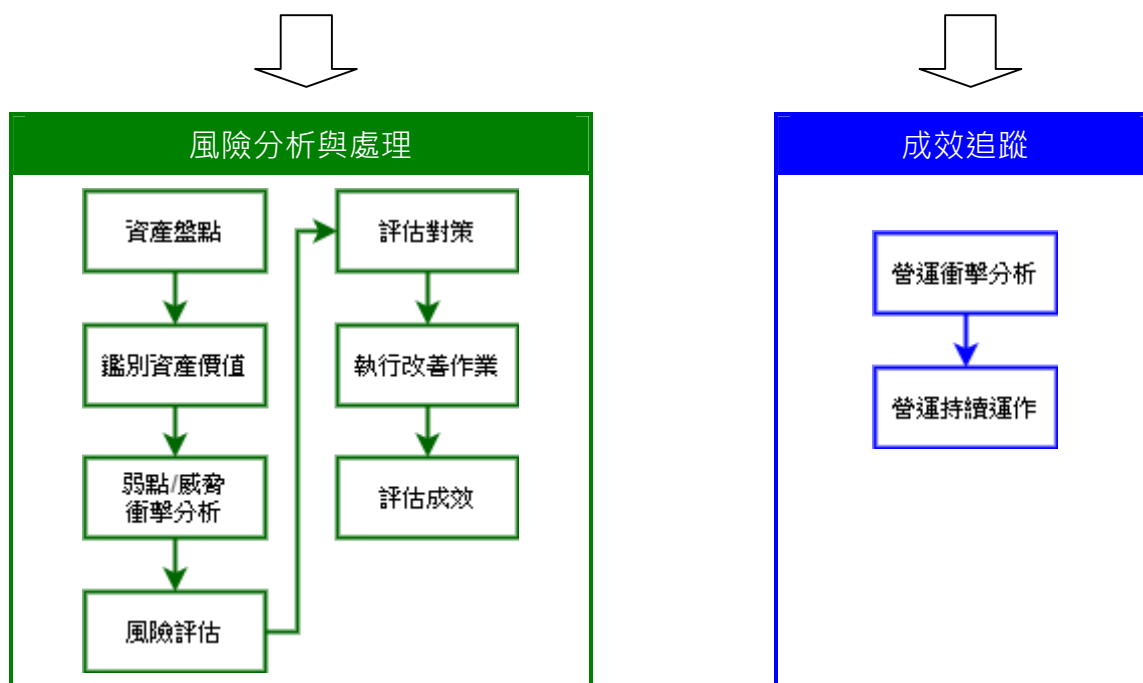 風險分析與處理
資產盤點
鑑別資產價值
弱點/威脅
衝擊分析
風險評估
評估對策
執行改善作業
評估成效
成效追蹤
營運衝擊分析
營運持續運作